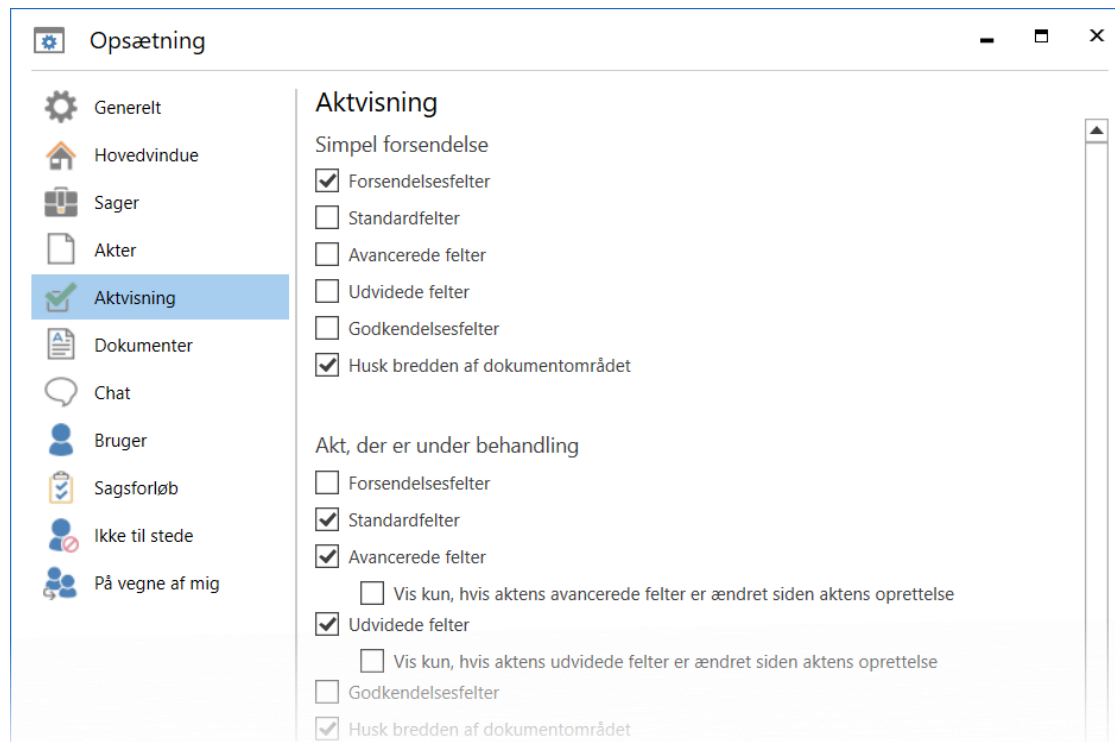 Opsætning
Generelt
Hovedvindue
Sager
Akter
Aktvisning
Dokumenter
Chat
Bruger
Sagsforløb
Ikke til stede
På vegne af mig
Aktvisning
Simpel forsendelse
Forsendelsesfelter
Standardfelter
Avancerede felter
Udvidede felter
Godkendelsesfelter
Husk bredden af dokumentområdet
Akt, der er under behandling
Forsendelsesfelter
Standardfelter
Avancerede felter
Vis kun, hvis aktens avancerede felter er ændret siden aktens oprettelse
Udvidede felter
Vis kun, hvis aktens udvidede felter er ændret siden aktens oprettelse
Godkendelsesfelter
Husk bredden af dokumentområdet